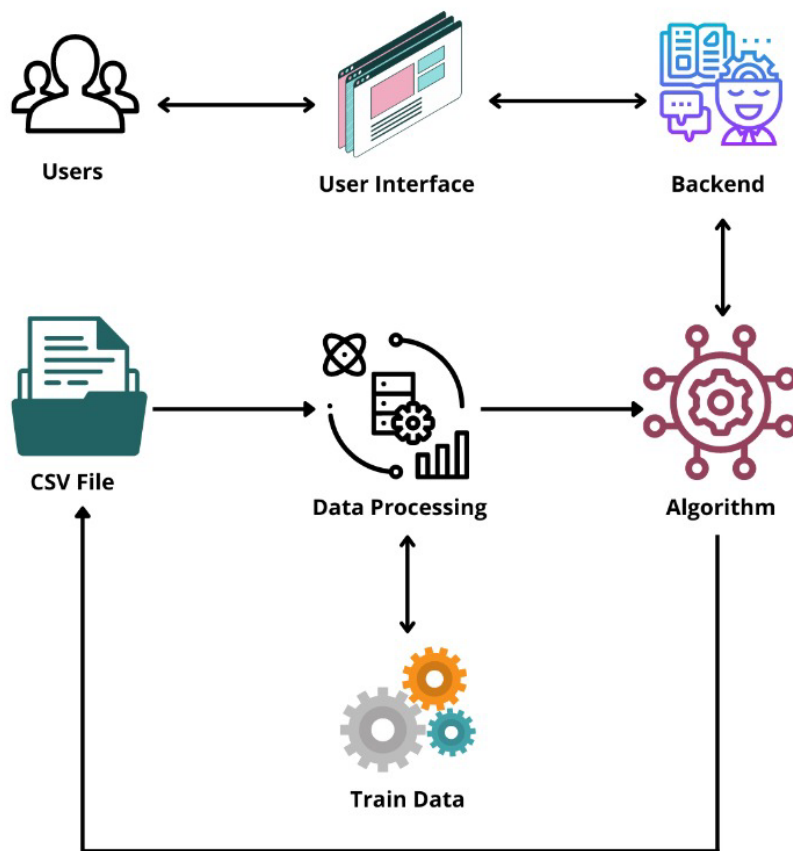 Users
User Interface
Backend
CSV File
Data Processing
Algorithm
Train Data